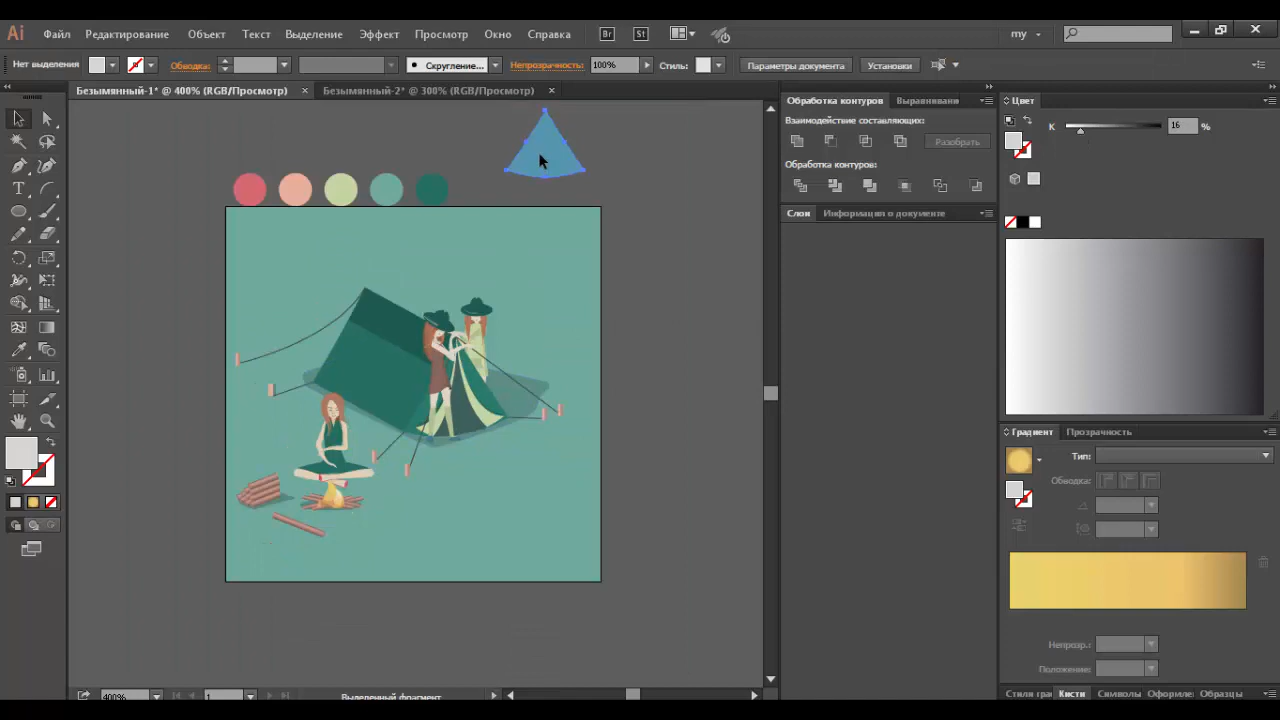 Ai Файл Редактирование Объект Текст Выделение Эффект Просмотр Окно Справка Br St my
Нет выделения Обводка: Скругление... Непрозрачность: 100% Стиль: Параметры документа Установки
Безымянный-1* @ 400% (RGB/Просмотр) × Безымянный-2* @ 300% (RGB/Просмотр) ×
Обработка контуров Выравнивани
Взаимодействие составляющих:
Разобрать
Обработка контуров:
Слои Информация о документе
Цвет
K 16 %
Градиент Прозрачность
Тип:
Обводка:
Непрозр.:
Положение:
Стили гра Кисти Символы Оформле Образцы
400% 1 Выделенный фрагмент